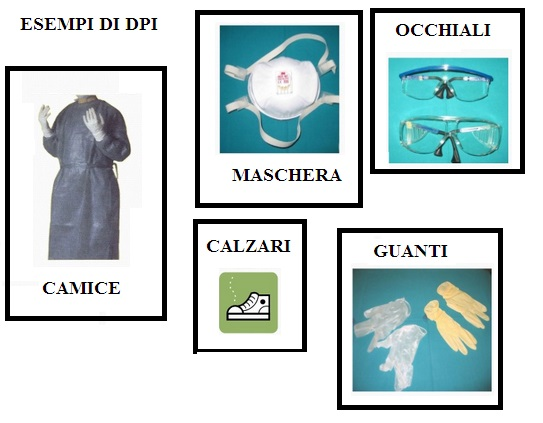 ESEMPI DI DPI
OCCHIALI
MASCHERA
CAMICE
CALZARI
GUANTI